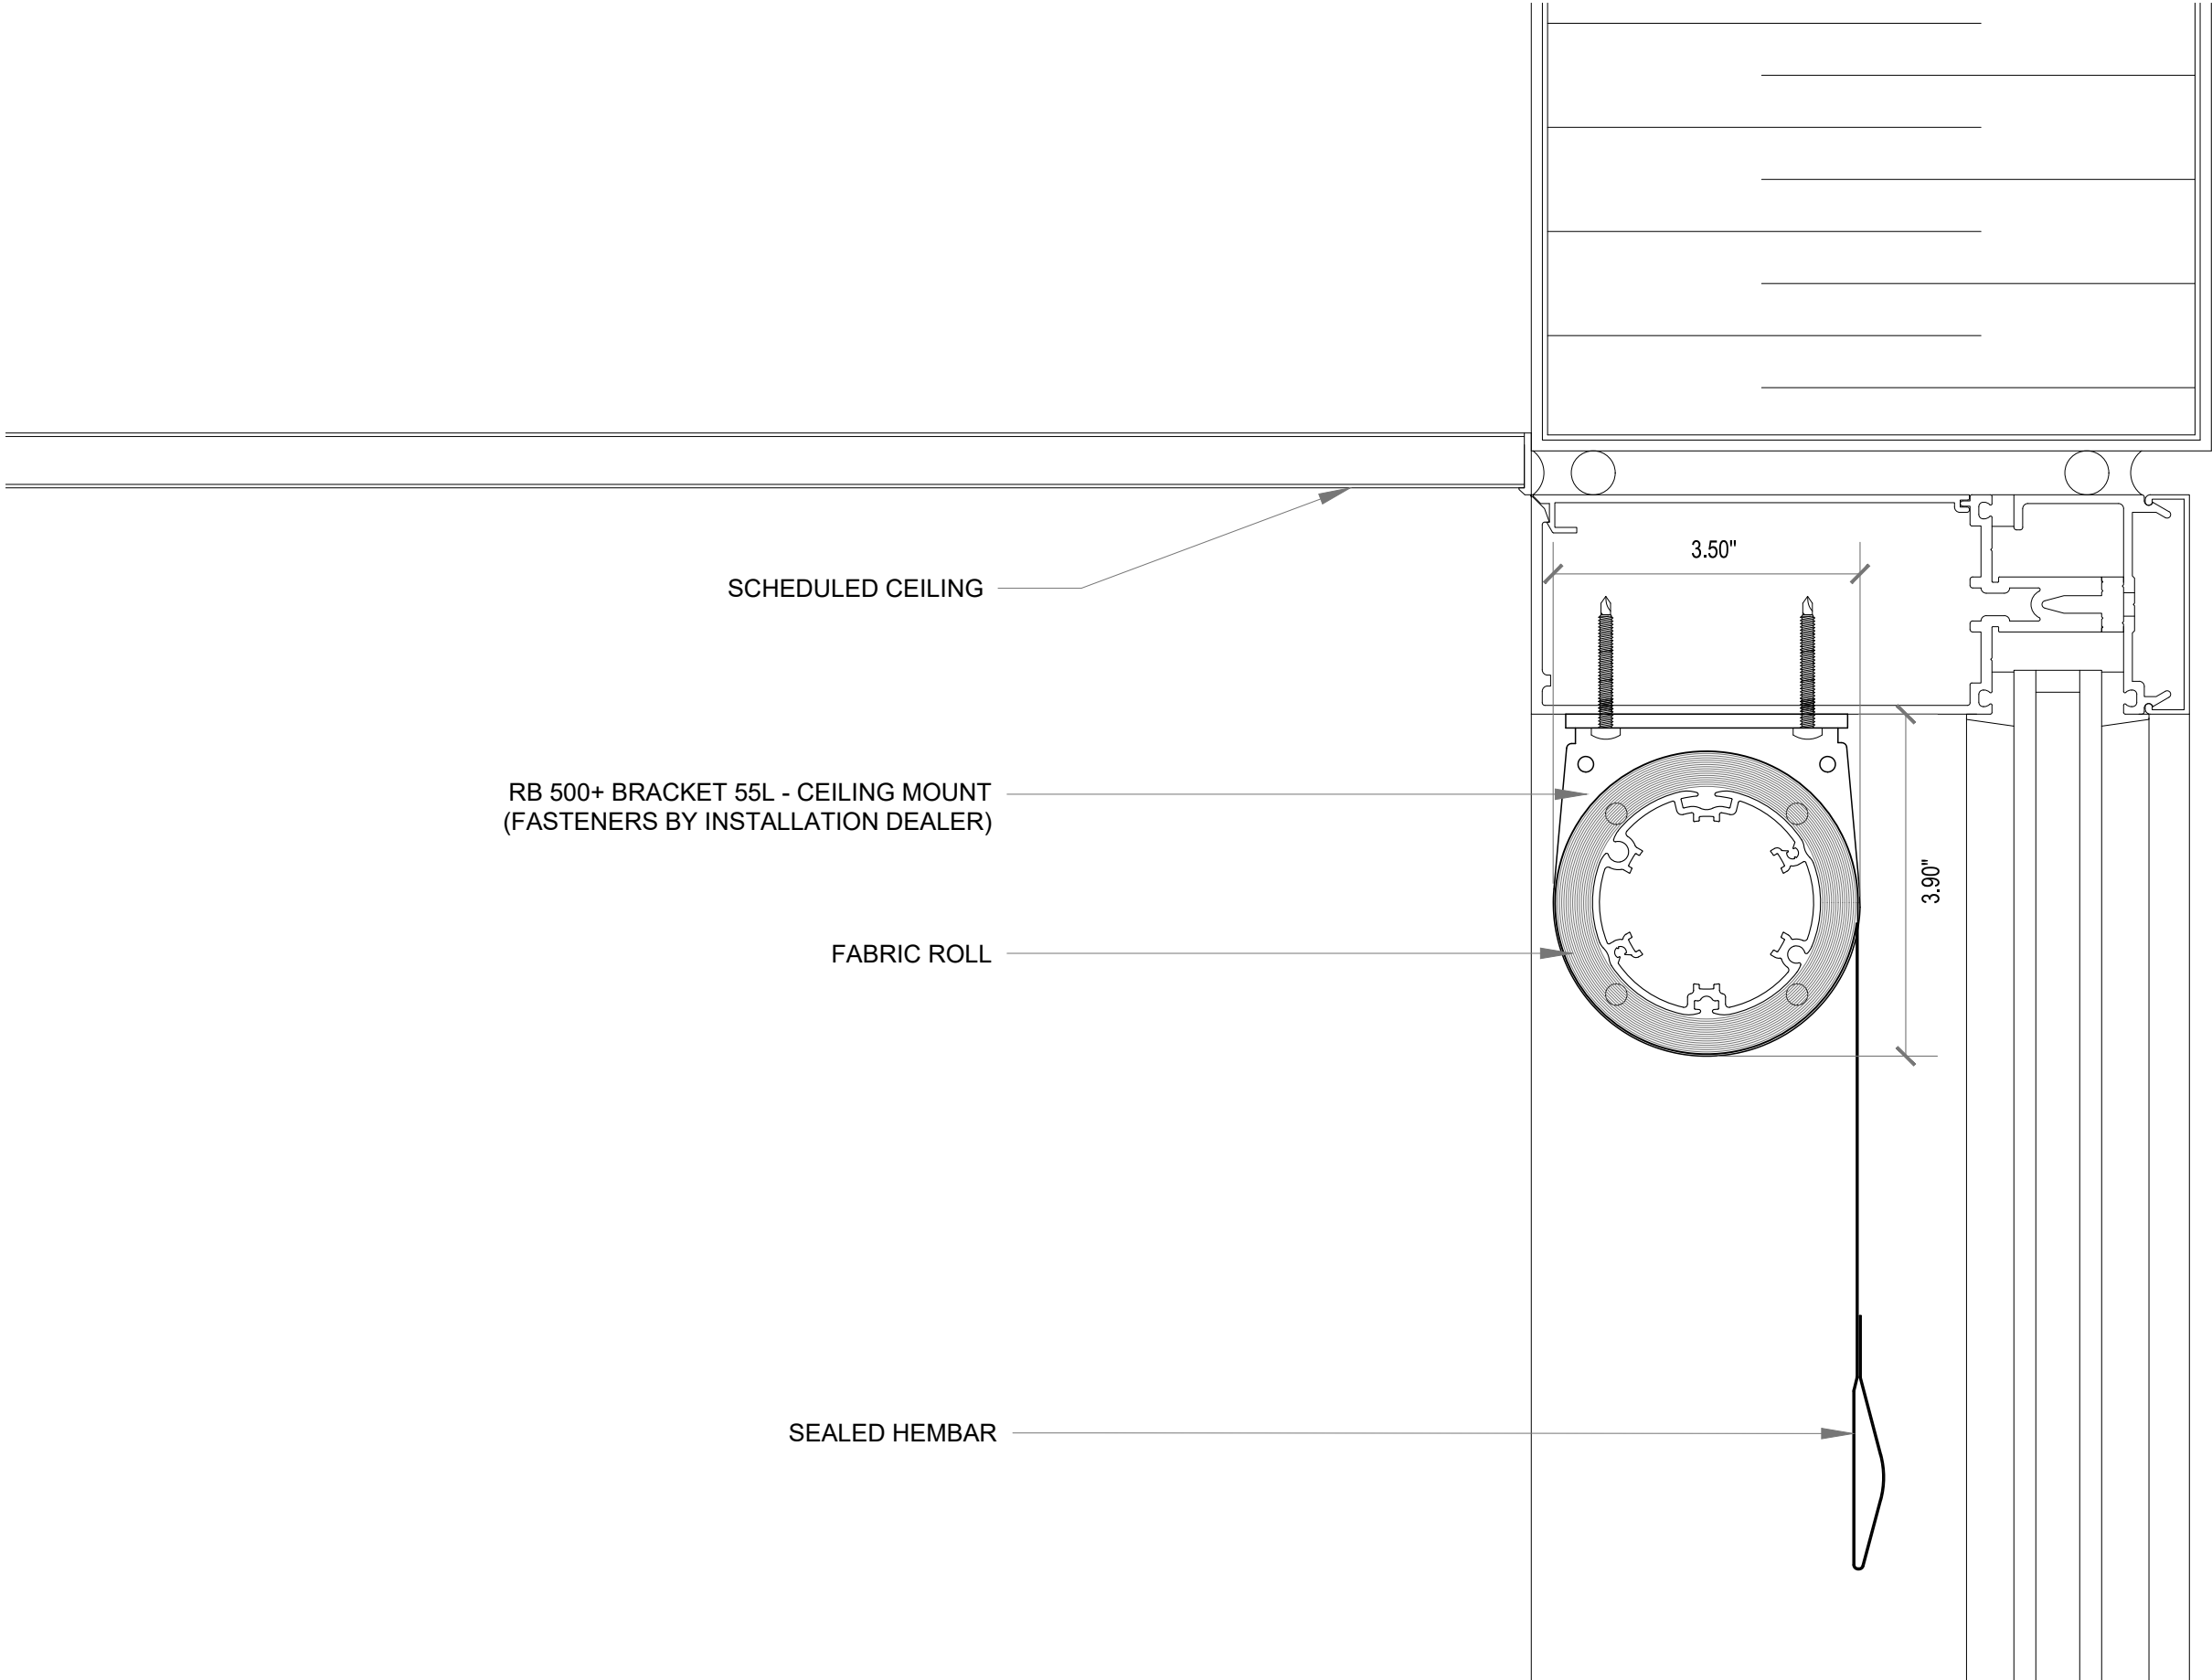 3.50"
SCHEDULED CEILING
RB 500+ BRACKET 55L - CEILING MOUNT
(FASTENERS BY INSTALLATION DEALER)
3.90"
FABRIC ROLL
SEALED HEMBAR